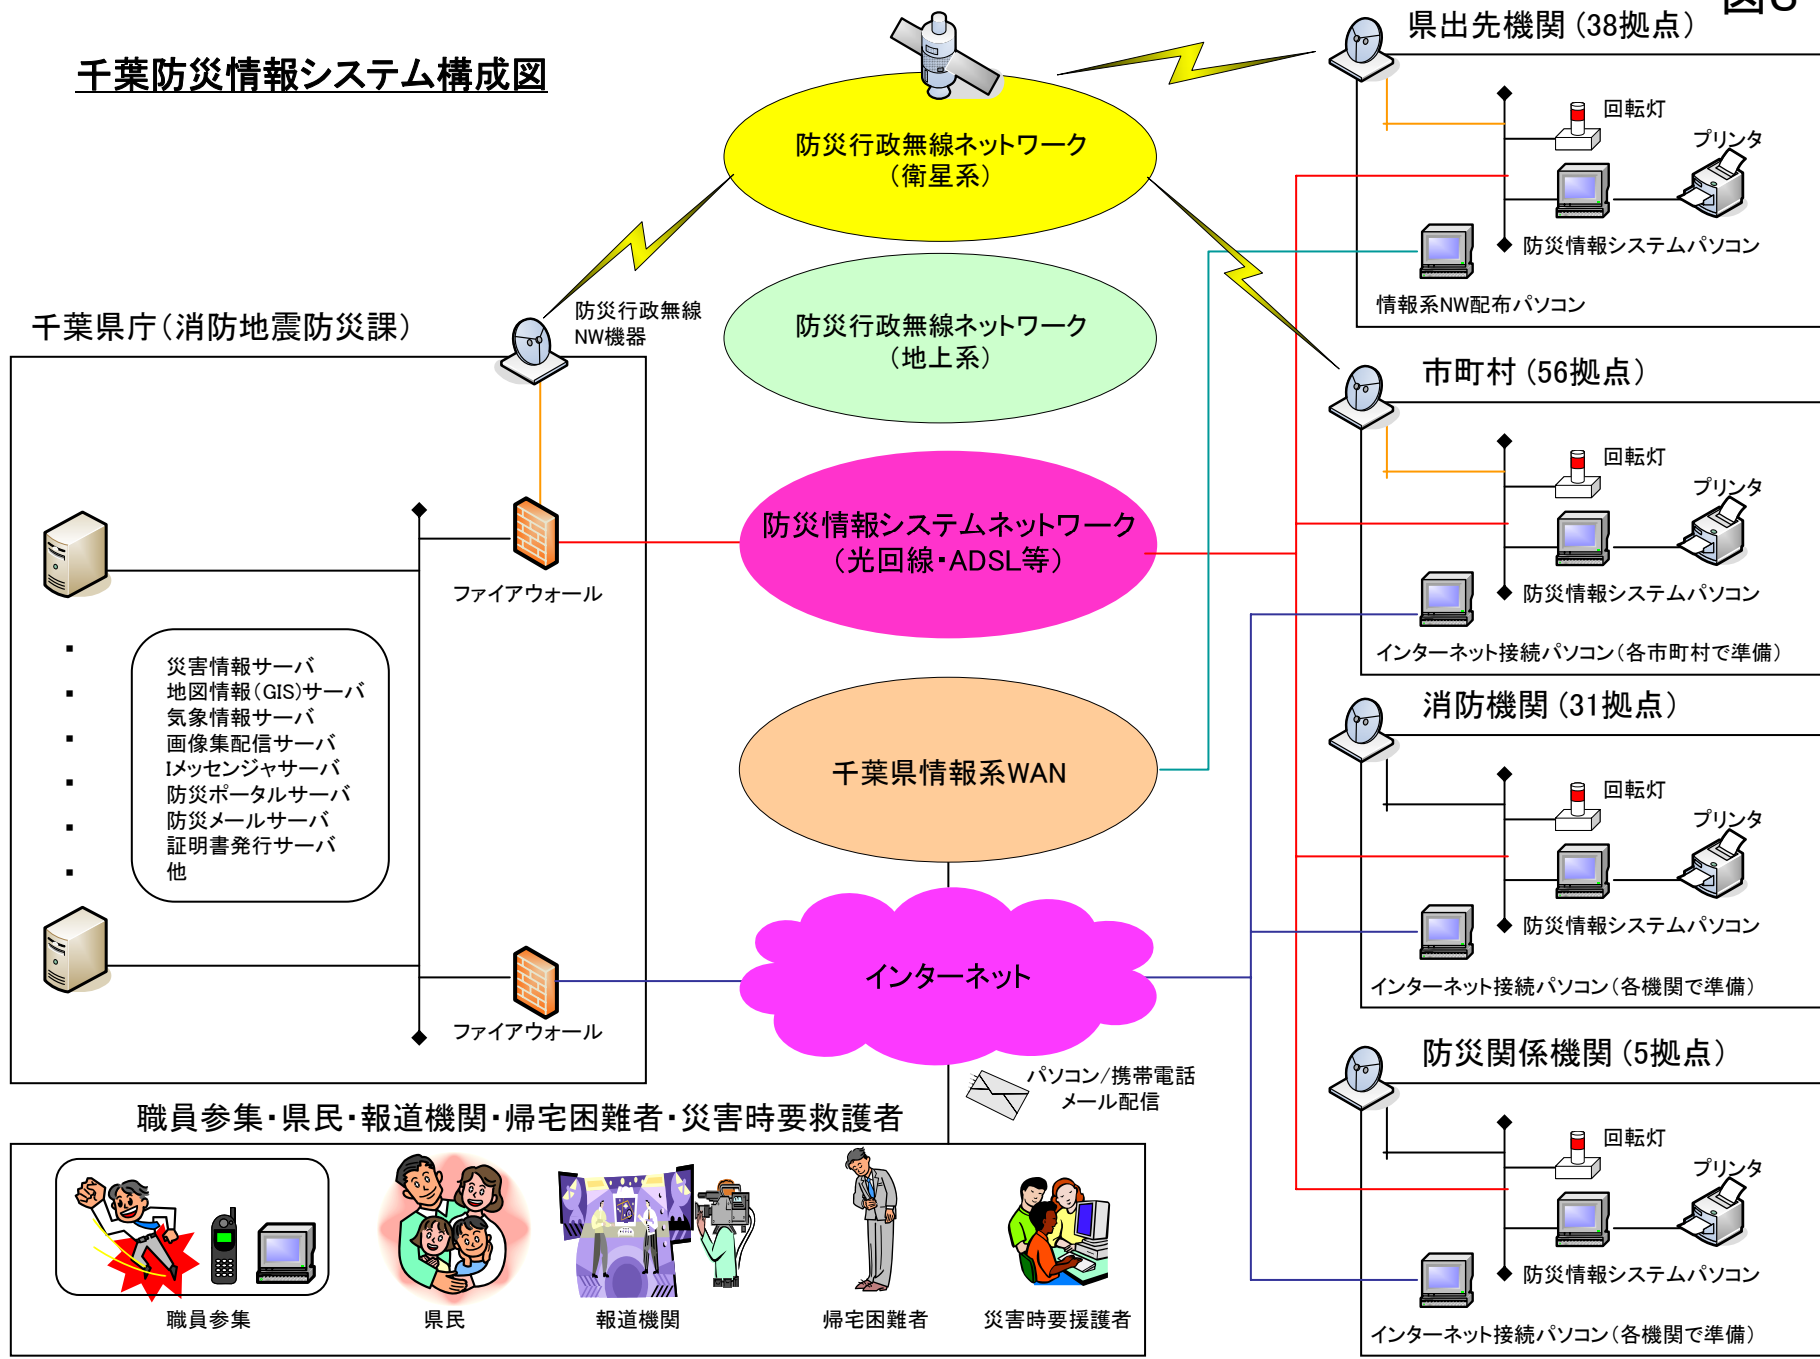 図8
千葉防災情報システム構成図
防災行政無線ネットワーク
（衛星系）
防災行政無線ネットワーク
（地上系）
防災情報システムネットワーク
（光回線・ADSL等）
千葉県情報系WAN
インターネット
パソコン/携帯電話
メール配信
千葉県庁（消防地震防災課）
防災行政無線
NW機器
ファイアウォール
災害情報サーバ
地図情報（GIS)サーバ
気象情報サーバ
画像集配信サーバ
Iメッセンジャサーバ
防災ポータルサーバ
防災メールサーバ
証明書発行サーバ
他
ファイアウォール
職員参集・県民・報道機関・帰宅困難者・災害時要救護者
職員参集
県民
報道機関
帰宅困難者
災害時要援護者
県出先機関（38拠点）
回転灯
プリンタ
防災情報システムパソコン
情報系NW配布パソコン
市町村（56拠点）
回転灯
プリンタ
防災情報システムパソコン
インターネット接続パソコン（各市町村で準備）
消防機関（31拠点）
回転灯
プリンタ
防災情報システムパソコン
インターネット接続パソコン（各機関で準備）
防災関係機関（5拠点）
回転灯
プリンタ
防災情報システムパソコン
インターネット接続パソコン（各機関で準備）